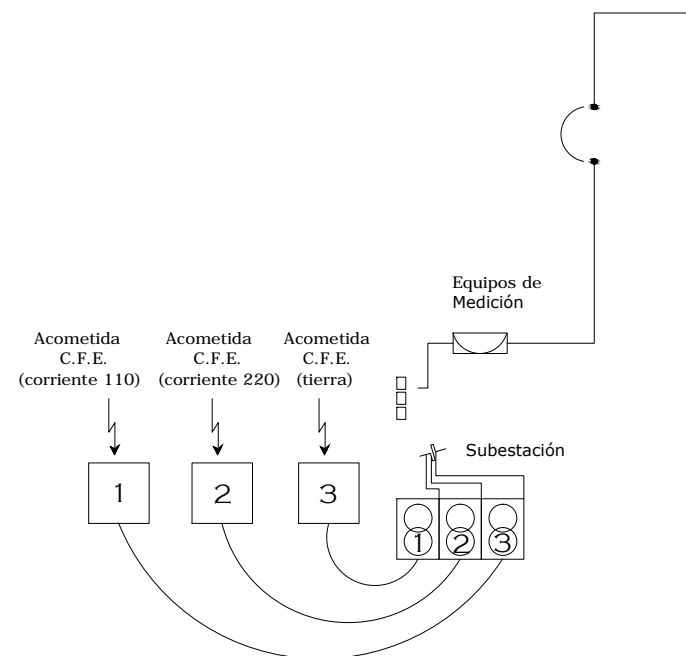 Equipos de
Medición
Acometida
C.F.E.
(corriente 110)
Acometida
C.F.E.
(corriente 220)
Acometida
C.F.E.
(tierra)
Subestación
1
2
3
1
2
3